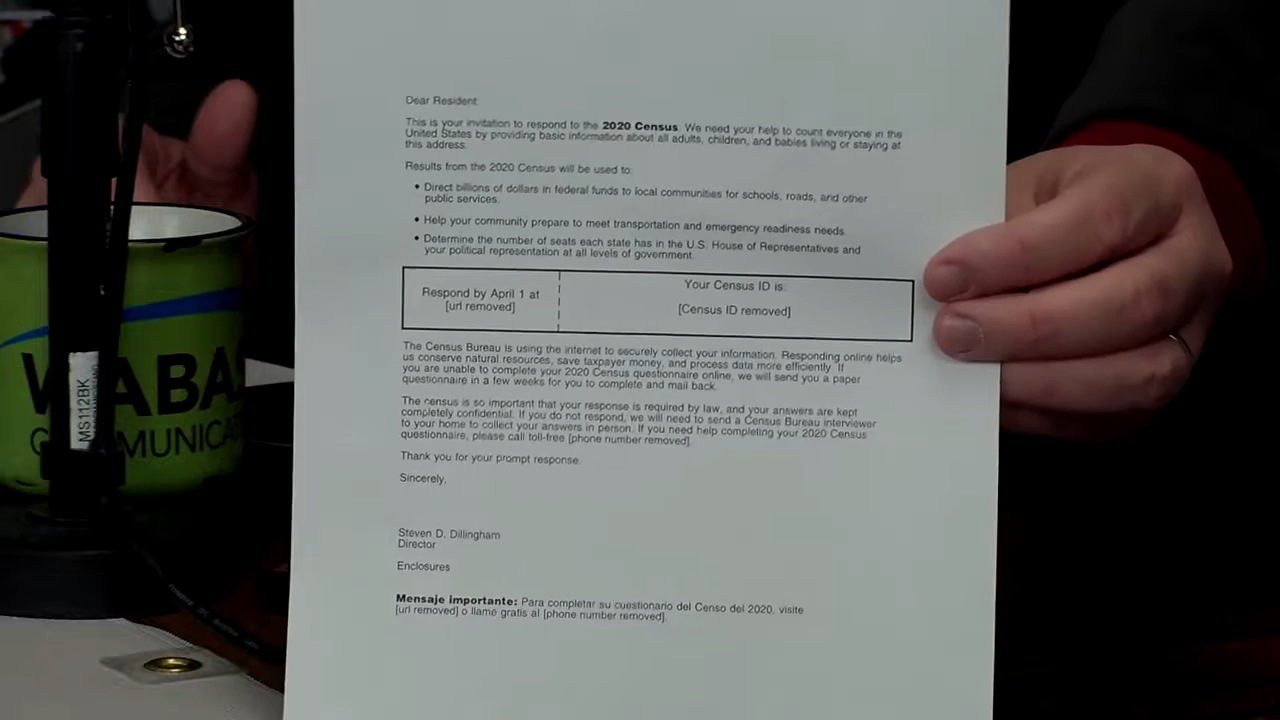 Dear Resident:
This is your invitation to respond to the 2020 Census. We need your help to count everyone in the
United States by providing basic information about all adults, children, and babies living or staying at
this address.
Results from the 2020 Census will be used to:
• Direct billions of dollars in federal funds to local communities for schools, roads, and other
public services.
• Help your community prepare to meet transportation and emergency readiness needs.
• Determine the number of seats each state has in the U.S. House of Representatives and
your political representation at all levels of government.
Respond by April 1 at
[url removed]
Your Census ID is:
[Census ID removed]
The Census Bureau is using the internet to securely collect your information. Responding online helps
us conserve natural resources, save taxpayer money, and process data more efficiently. If
you are unable to complete your 2020 Census questionnaire online, we will send you a paper
questionnaire in a few weeks for you to complete and mail back.
The census is so important that your response is required by law, and your answers are kept
completely confidential. If you do not respond, we will need to send a Census Bureau interviewer
to your home to collect your answers in person. If you need help completing your 2020 Census
questionnaire, please call toll-free [phone number removed].
Thank you for your prompt response.
Sincerely,
Steven D. Dillingham
Director
Enclosures
Mensaje importante: Para completar su cuestionario del Censo del 2020, visite
[url removed] o llame gratis al [phone number removed].
WABAS
COMMUNICAT
MS112BK